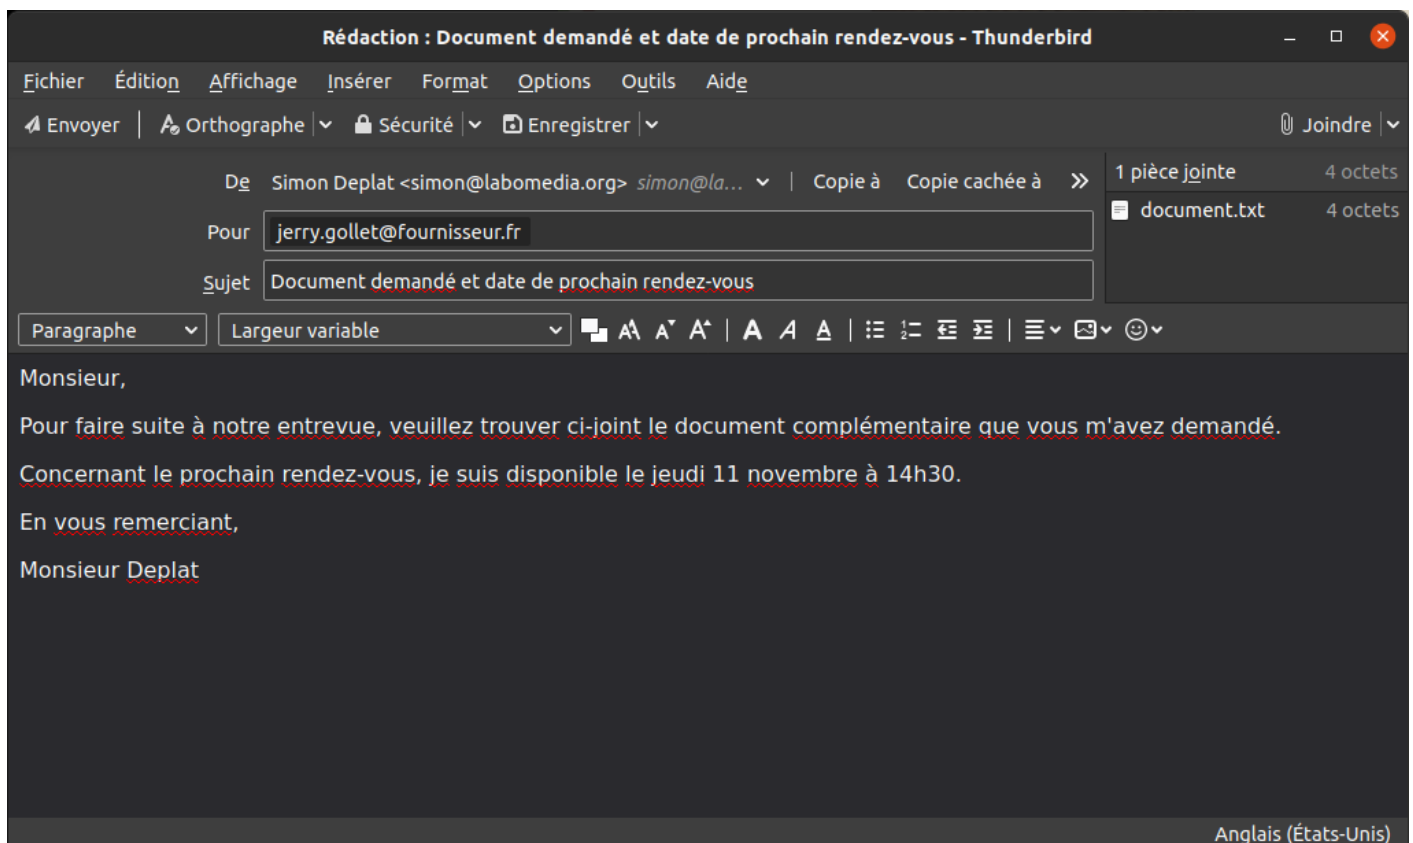 Rédaction : Document demandé et date de prochain rendez-vous - Thunderbird
Fichier Édition Affichage Insérer Format Options Outils Aide
Envoyer Orthographe Sécurité Enregistrer Joindre
De Simon Deplat <simon@labomedia.org> simon@la... Copie à Copie cachée à
1 pièce jointe 4 octets
document.txt 4 octets
Pour jerry.gollet@fournisseur.fr
Sujet Document demandé et date de prochain rendez-vous
Paragraphe Largeur variable
Monsieur,
Pour faire suite à notre entrevue, veuillez trouver ci-joint le document complémentaire que vous m'avez demandé.
Concernant le prochain rendez-vous, je suis disponible le jeudi 11 novembre à 14h30.
En vous remerciant,
Monsieur Deplat
Anglais (États-Unis)